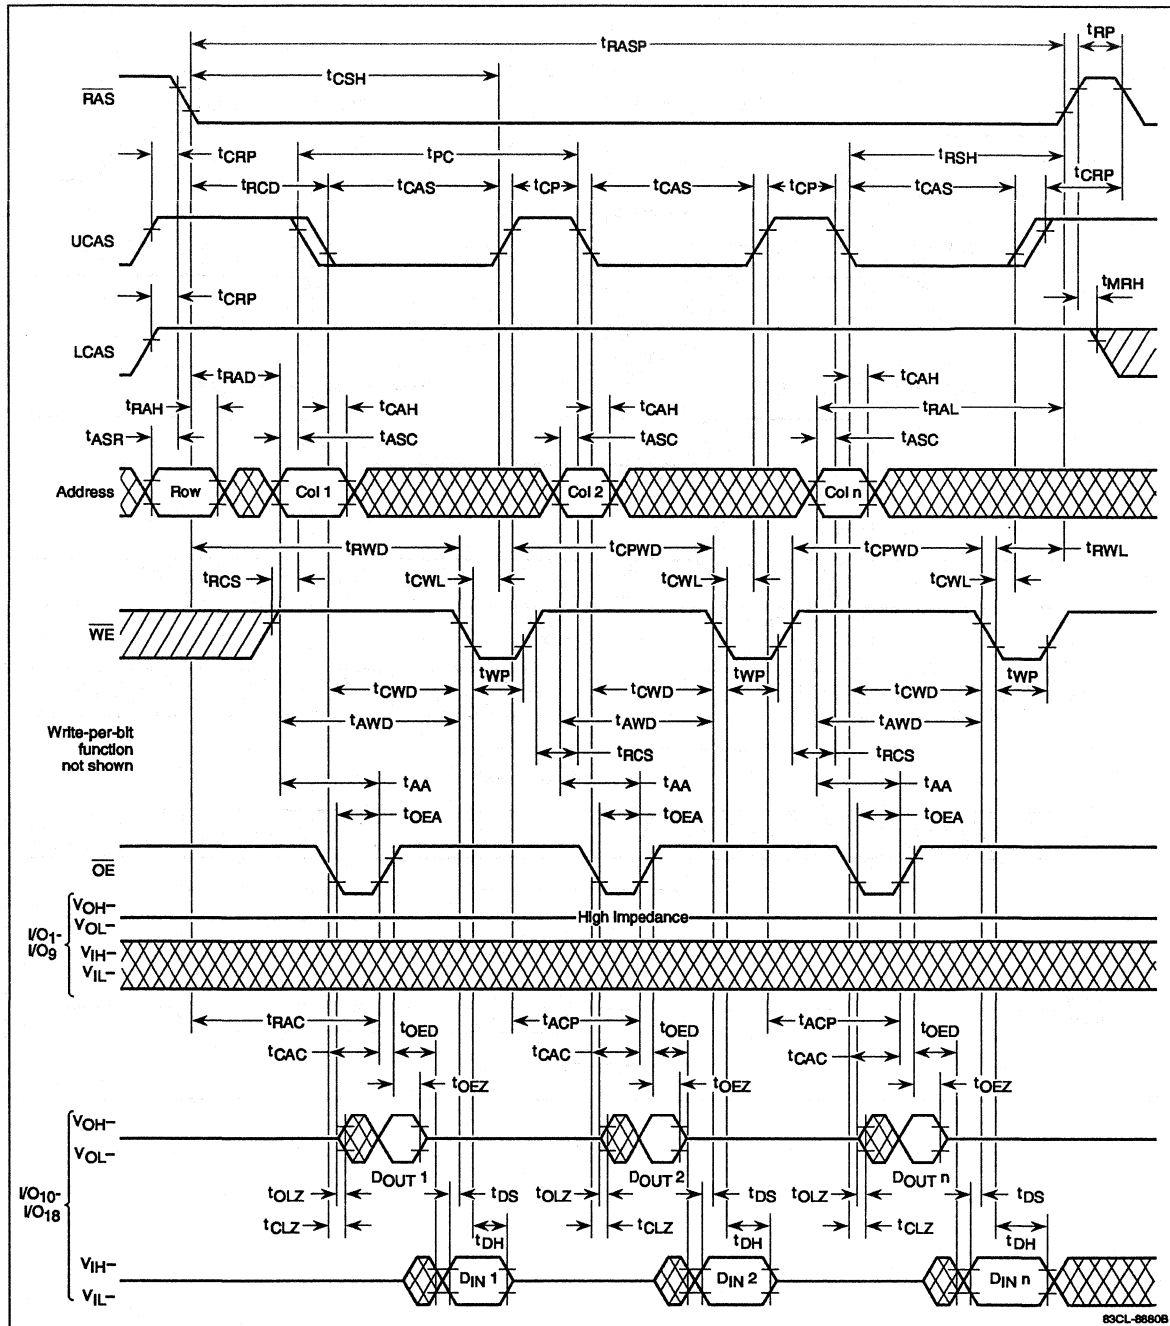 tRASP
tRP
tCSH
RAS
tCRP
tPC
tRSH
tRCD
tCAS
tCP
tCAS
tCP
tCAS
tCRP
UCAS
tCRP
tMRH
LCAS
tRAD
tCAH
tRAH
tCAH
tCAH
tRAL
tASR
tASC
tASC
tASC
Address
Row
Col 1
Col 2
Col n
tRWD
tCPWD
tCPWD
tRWL
tRCS
tCWL
tCWL
tCWL
WE
tWP
tWP
tWP
tCWD
tCWD
tCWD
tAWD
tAWD
tAWD
Write-per-bit
function
not shown
tRCS
tRCS
tAA
tAA
tAA
tOEA
tOEA
tOEA
OE
VOH–
VOL–
High Impedance
I/O1-
I/O9
VIH–
VIL–
tRAC
tACP
tACP
tOED
tOED
tOED
tCAC
tCAC
tCAC
tOEZ
tOEZ
tOEZ
VOH–
VOL–
DOUT 1
DOUT 2
DOUT n
I/O10-
I/O18
tOLZ
tDS
tOLZ
tDS
tOLZ
tDS
tCLZ
tCLZ
tCLZ
tDH
tDH
tDH
VIH–
VIL–
DIN 1
DIN 2
DIN n
83CL-8880B